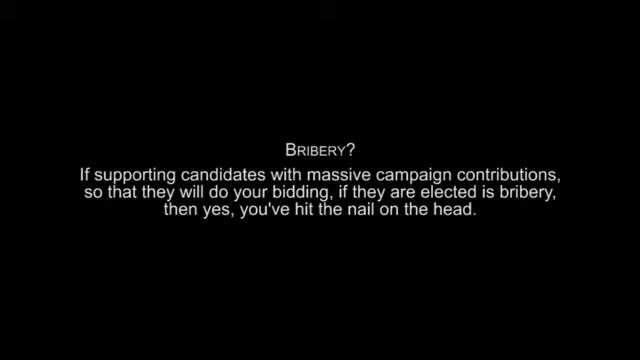 BRIBERY?
If supporting candidates with massive campaign contributions,
so that they will do your bidding, if they are elected is bribery,
then yes, you've hit the nail on the head.